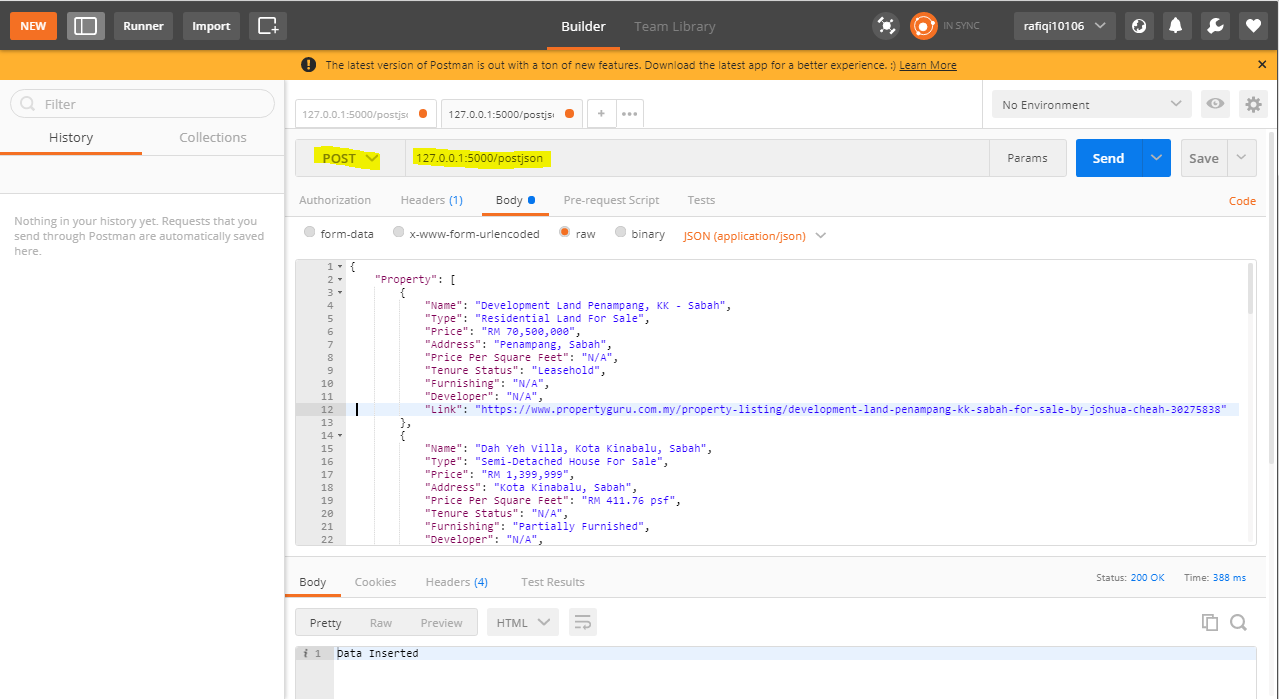 NEW Runner Import Builder Team Library IN SYNC rafiqi10106
The latest version of Postman is out with a ton of new features. Download the latest app for a better experience. :) Learn More
Filter
History Collections
Nothing in your history yet. Requests that you
send through Postman are automatically saved
here.
127.0.0.1:5000/postjs 127.0.0.1:5000/postjs + ••• No Environment
POST 127.0.0.1:5000/postjson Params Send Save
Authorization Headers (1) Body Pre-request Script Tests Code
form-data x-www-form-urlencoded raw binary JSON (application/json)
1 {
2 "Property": [
3 {
4 "Name": "Development Land Penampang, KK - Sabah",
5 "Type": "Residential Land For Sale",
6 "Price": "RM 70,500,000",
7 "Address": "Penampang, Sabah",
8 "Price Per Square Feet": "N/A",
9 "Tenure Status": "Leasehold",
10 "Furnishing": "N/A",
11 "Developer": "N/A",
12 "Link": "https://www.propertyguru.com.my/property-listing/development-land-penampang-kk-sabah-for-sale-by-joshua-cheah-30275838"
13 },
14 {
15 "Name": "Dah Yeh Villa, Kota Kinabalu, Sabah",
16 "Type": "Semi-Detached House For Sale",
17 "Price": "RM 1,399,999",
18 "Address": "Kota Kinabalu, Sabah",
19 "Price Per Square Feet": "RM 411.76 psf",
20 "Tenure Status": "N/A",
21 "Furnishing": "Partially Furnished",
22 "Developer": "N/A",
Body Cookies Headers (4) Test Results Status: 200 OK Time: 388 ms
Pretty Raw Preview HTML
i 1 Data Inserted